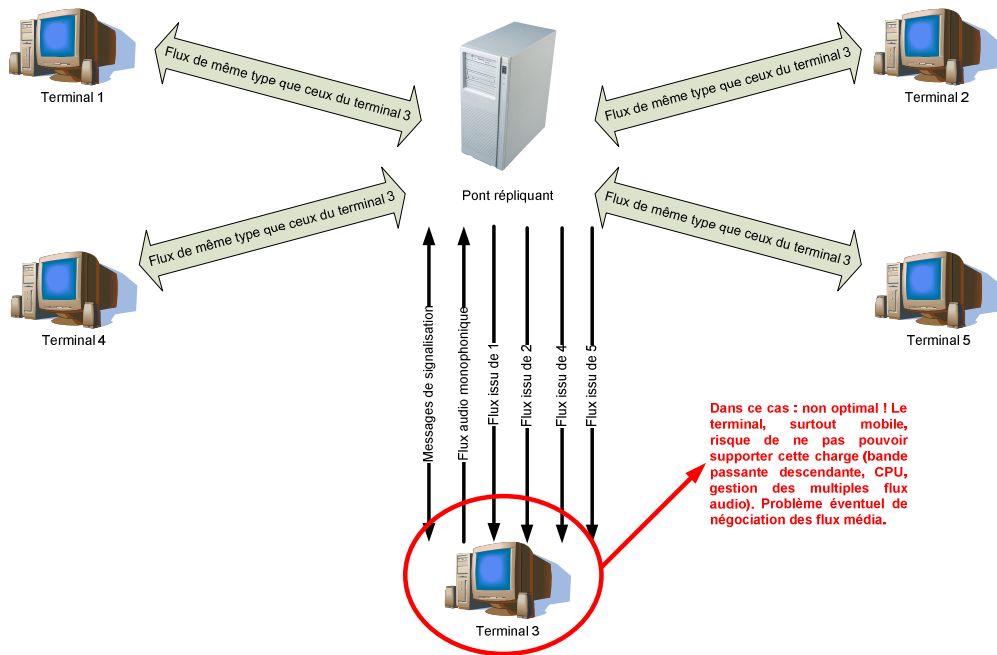 Flux de même type que ceux du terminal 3
Terminal 1
Flux de même type que ceux du terminal 3
Terminal 2
Pont répliquant
Flux de même type que ceux du terminal 3
Terminal 4
Flux de même type que ceux du terminal 3
Terminal 5
Messages de signalisation
Flux audio monophonique
Flux issu de 1
Flux issu de 2
Flux issu de 4
Flux issu de 5
Dans ce cas : non optimal ! Le
terminal, surtout mobile,
risque de ne pas pouvoir
supporter cette charge (bande
passante descendante, CPU,
gestion des multiples flux
audio). Problème éventuel de
négociation des flux média.
Terminal 3